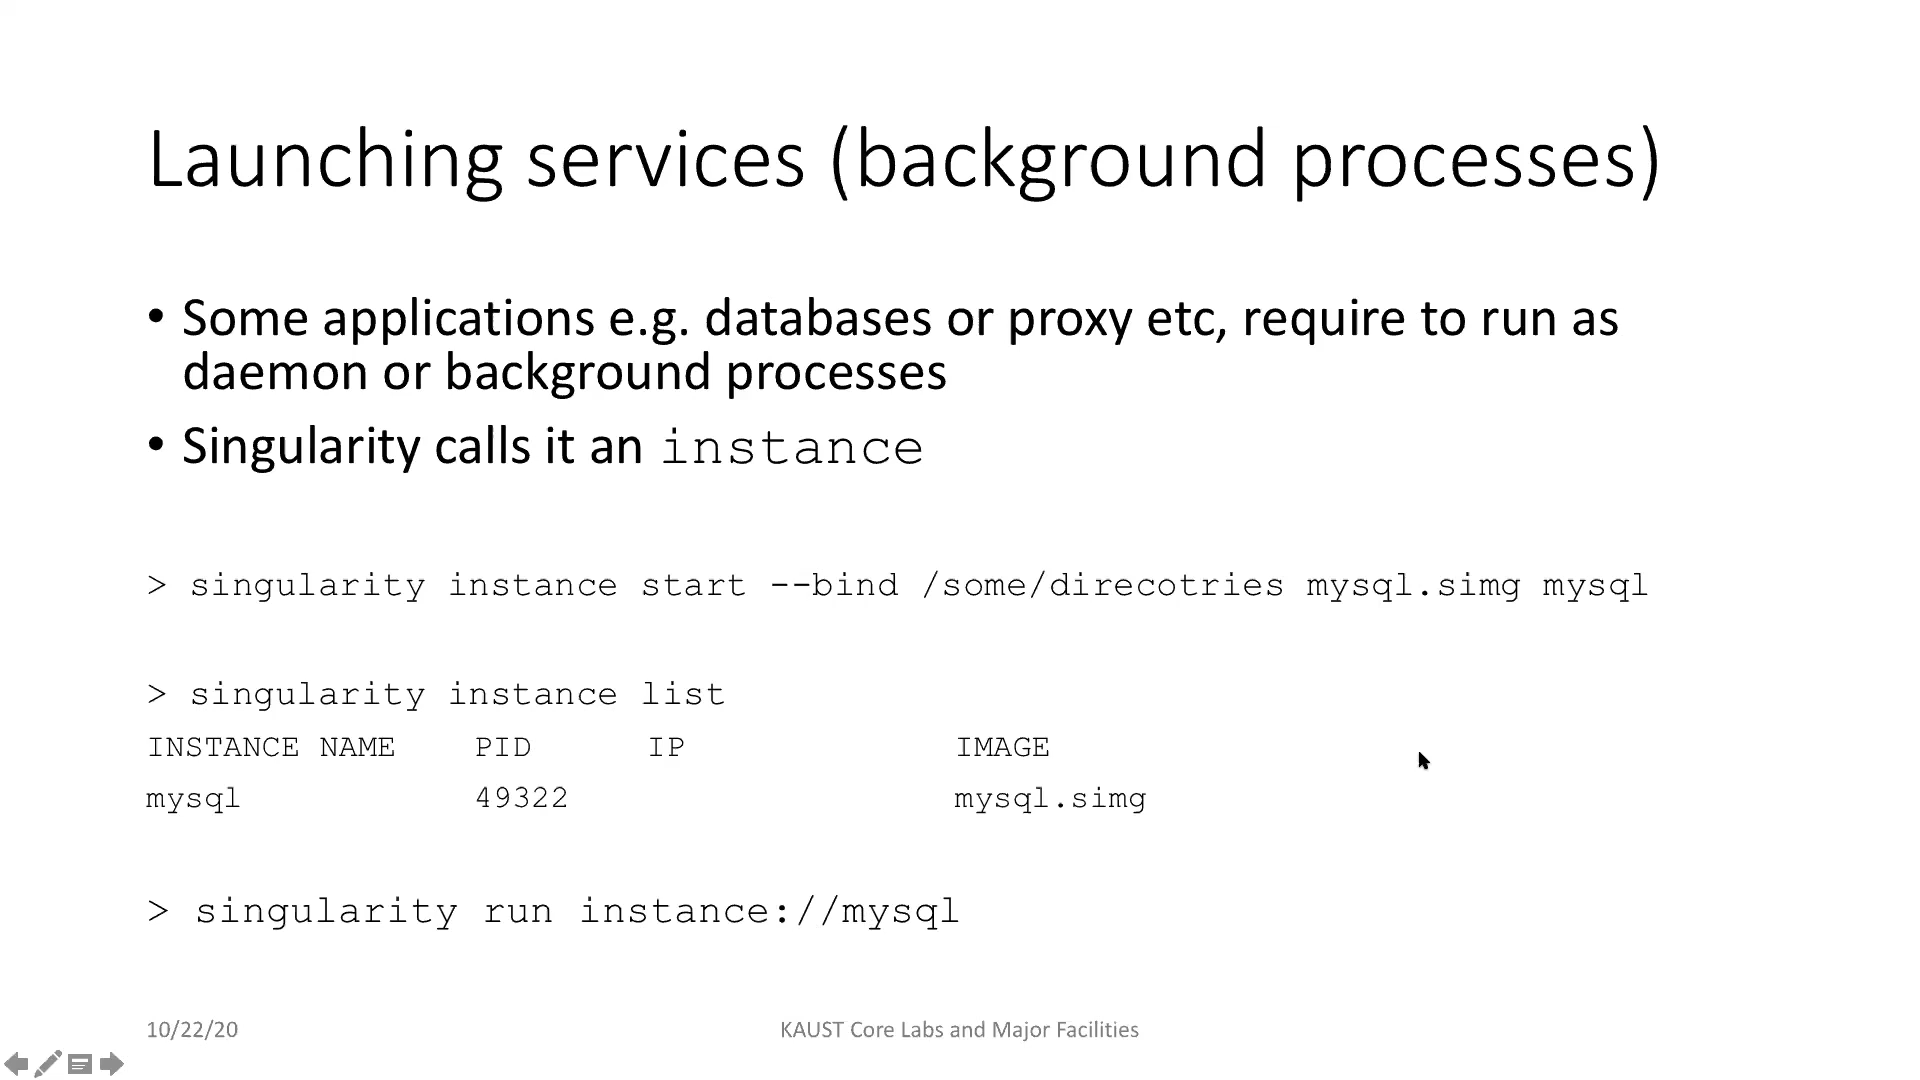 Launching services (background processes)
• Some applications e.g. databases or proxy etc, require to run as
daemon or background processes
• Singularity calls it an instance
> singularity instance start --bind /some/direcotries mysql.simg mysql
> singularity instance list
INSTANCE NAME    PID    IP    IMAGE
mysql    49322    mysql.simg
> singularity run instance://mysql
10/22/20    KAUST Core Labs and Major Facilities